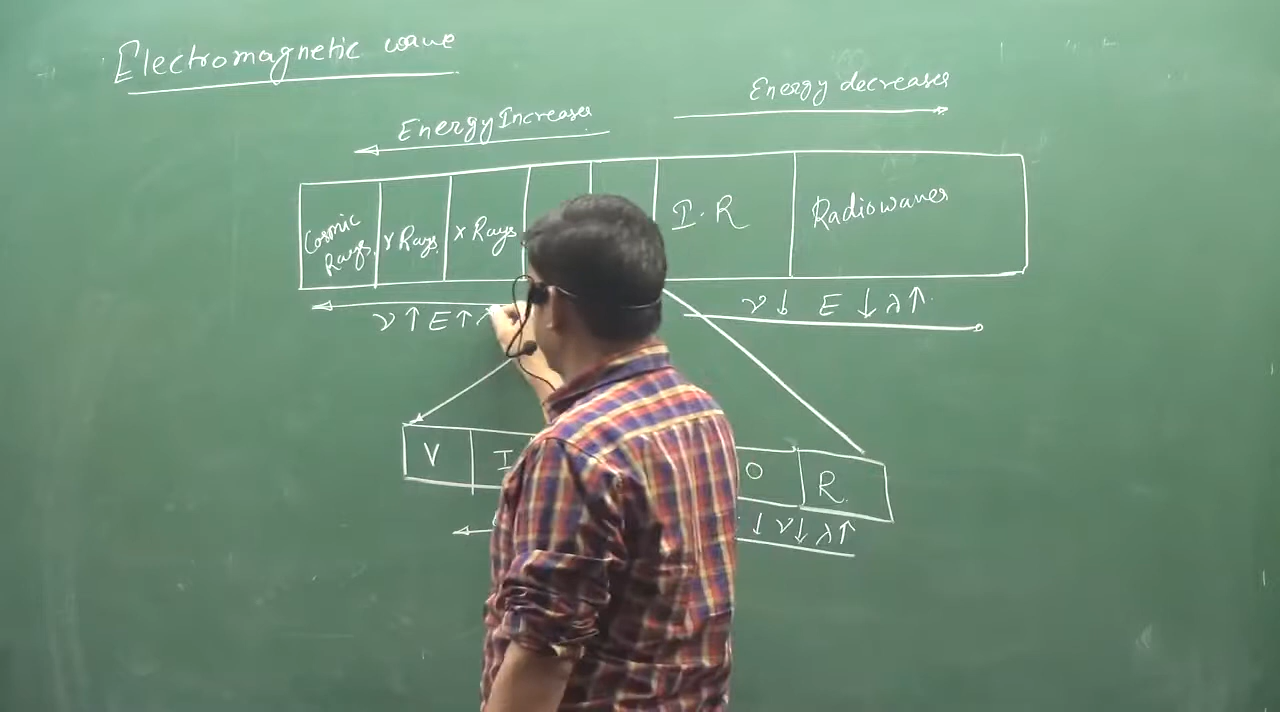 Electromagnetic wave
Energy decreases
Energy Increases
Cosmic Rays
γ Rays
X Rays
I.R
Radiowaves
ν↑ E↑ λ
ν↓ E ↓ λ↑
V
I
O
R
↓ ν↓ λ↑